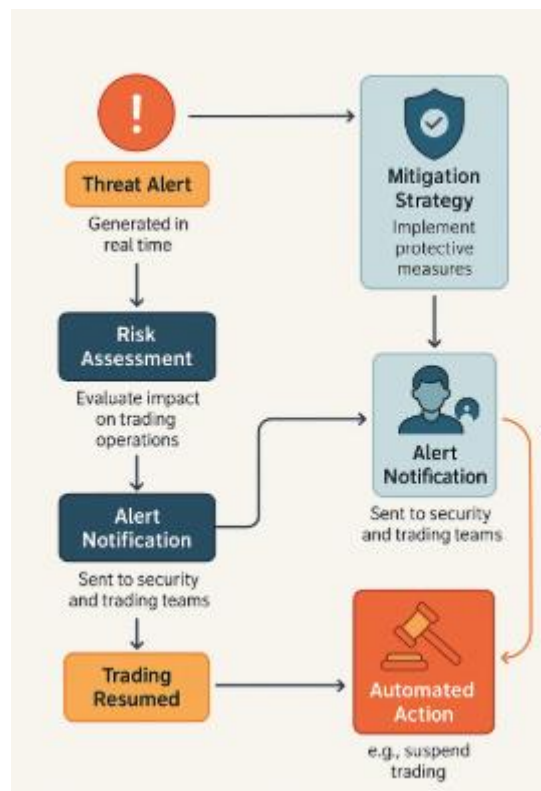 !
Threat Alert
Generated in
real time
Risk
Assessment
Evaluate impact
on trading
operations
Alert
Notification
Sent to security
and trading teams
Trading
Resumed
Mitigation
Strategy
Implement
protective
measures
Alert
Notification
Sent to security
and trading teams
Automated
Action
e.g., suspend
trading